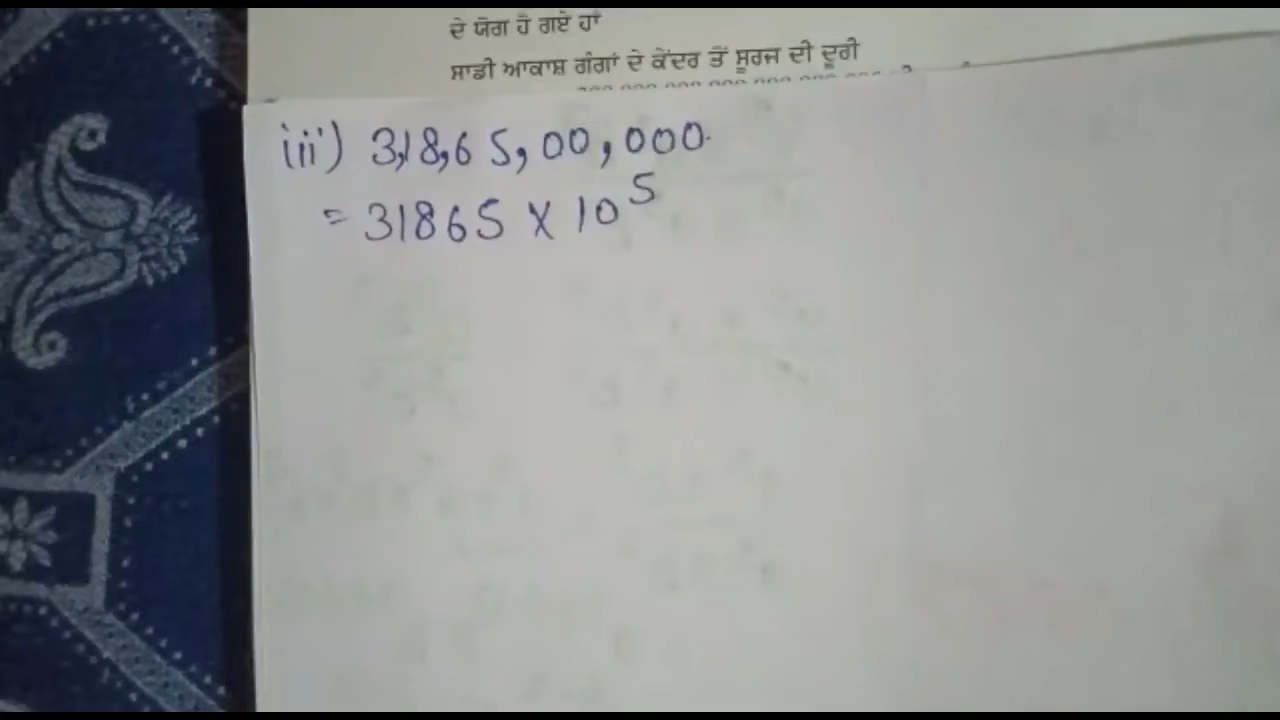 ਦੇ ਯੋਗ ਹੋ ਗਏ ਹਾਂ
ਸਾਡੀ ਆਕਾਸ਼ ਗੰਗਾਂ ਦੇ ਕੇਂਦਰ ਤੋਂ ਸੂਰਜ ਦੀ ਦੂਰੀ
iii) 3,18,65,00,000
= 31865 X 10⁵